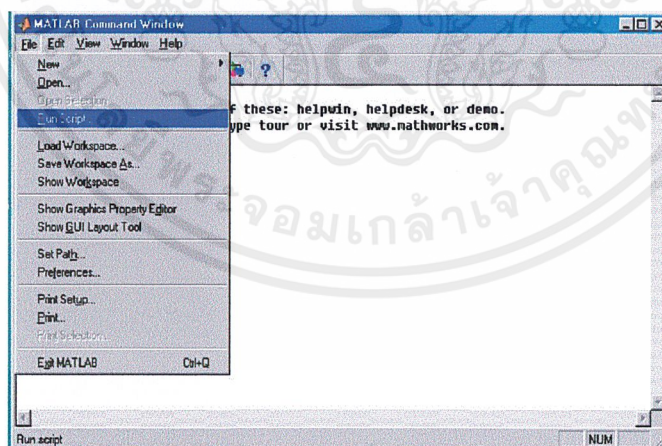 MATLAB Command Window
File Edit View Window Help
New
Open...
Open Selection
Run Script...
Load Workspace...
Save Workspace As...
Show Workspace
Show Graphics Property Editor
Show GUI Layout Tool
Set Path...
Preferences...
Print Setup...
Print...
Print Selection...
Exit MATLAB Ctrl+Q
f these: helpwin, helpdesk, or demo.
ype tour or visit www.mathworks.com.
พระจอมเกล้าเจ้าคุณ
Run script
NUM